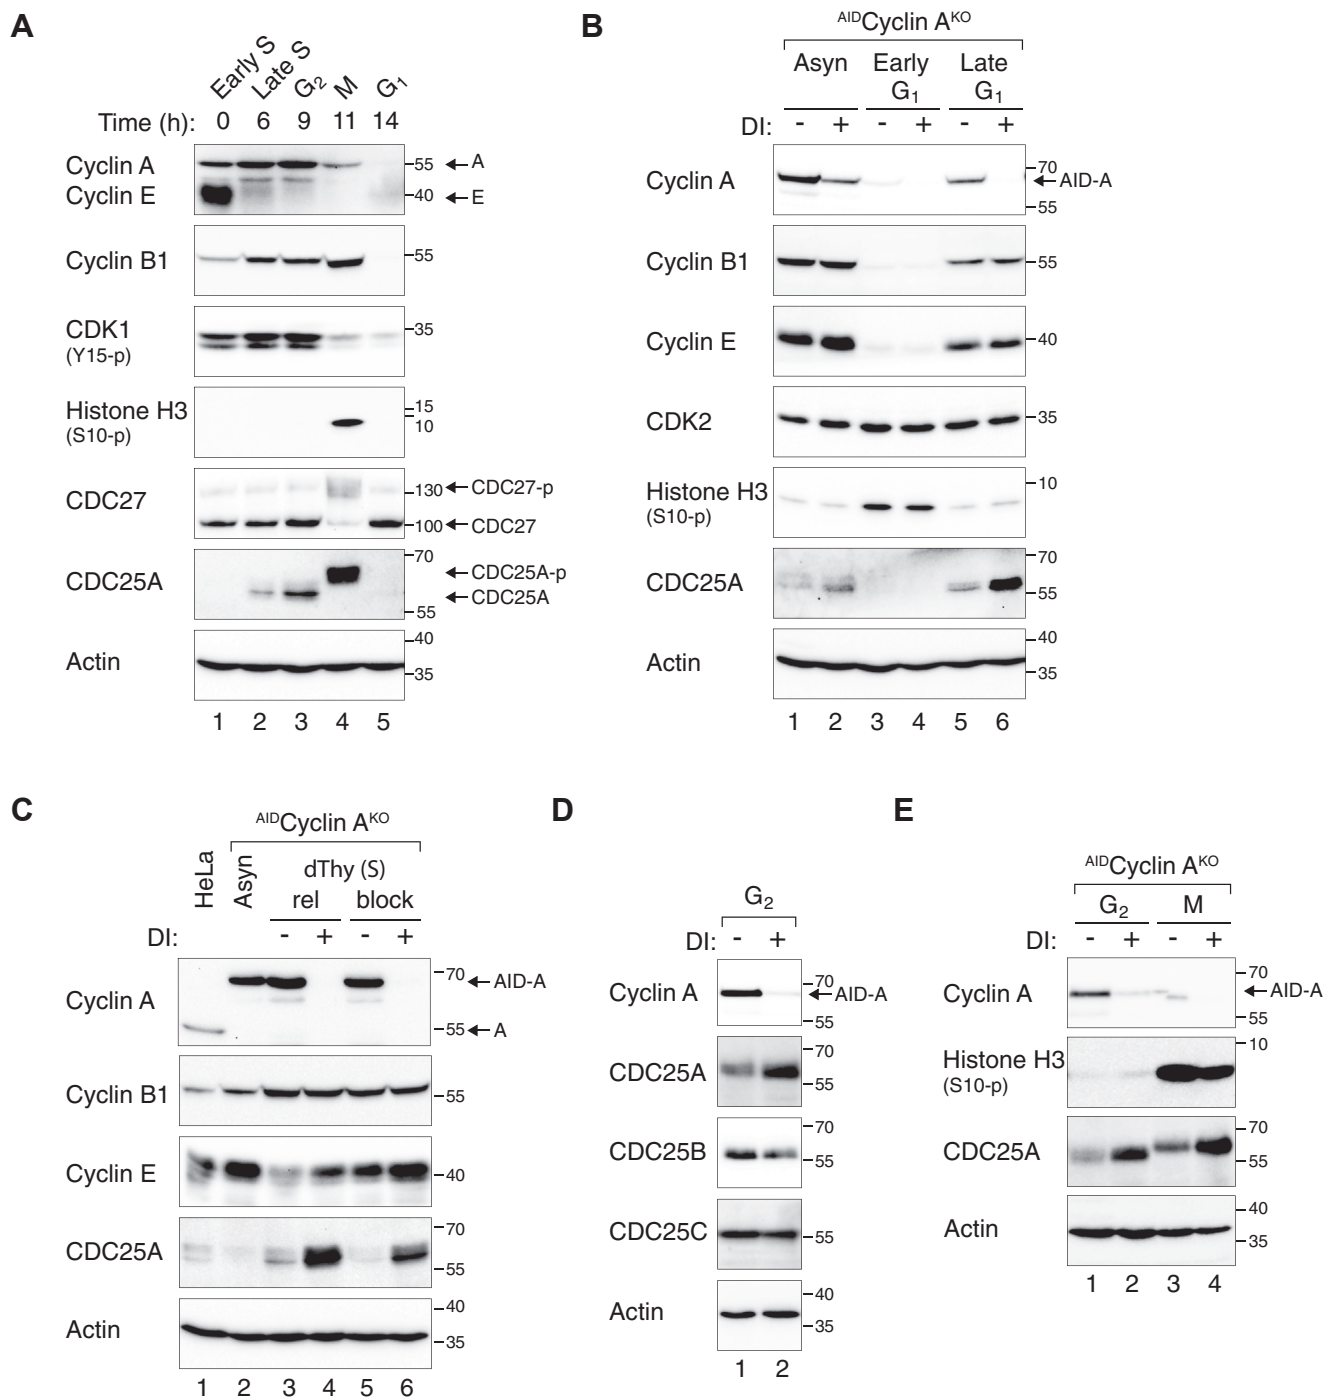 A
Early S
Late S
G2
M
G1
Time (h): 0 6 9 11 14
Cyclin A
Cyclin E
55
A
40
E
Cyclin B1
55
CDK1
(Y15-p)
35
Histone H3
(S10-p)
15
10
CDC27
130
CDC27-p
100
CDC27
CDC25A
70
CDC25A-p
CDC25A
55
Actin
40
35
1 2 3 4 5
B
AIDCyclin AKO
Asyn
Early G1
Late G1
DI: - + - + - +
Cyclin A
70
AID-A
55
Cyclin B1
55
Cyclin E
40
CDK2
35
Histone H3
(S10-p)
10
CDC25A
70
55
Actin
40
35
1 2 3 4 5 6
C
AIDCyclin AKO
HeLa
Asyn
dThy (S)
rel block
DI: - + - +
Cyclin A
70
AID-A
55
A
Cyclin B1
55
Cyclin E
40
CDC25A
70
55
Actin
40
35
1 2 3 4 5 6
D
G2
DI: - +
Cyclin A
70
AID-A
55
CDC25A
70
55
CDC25B
70
55
CDC25C
55
Actin
40
35
1 2
E
AIDCyclin AKO
G2 M
DI: - + - +
Cyclin A
70
AID-A
55
Histone H3
(S10-p)
10
CDC25A
70
55
Actin
40
35
1 2 3 4